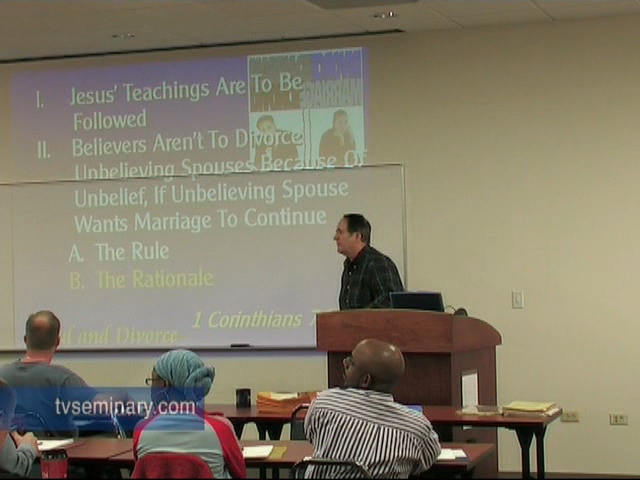 I. Jesus' Teachings Are To Be
Followed
II. Believers Aren't To Divorce
Unbelieving Spouses Because Of
Unbelief, If Unbelieving Spouse
Wants Marriage To Continue
A. The Rule
B. The Rationale
1 Corinthians 7
and Divorce
tvseminary.com